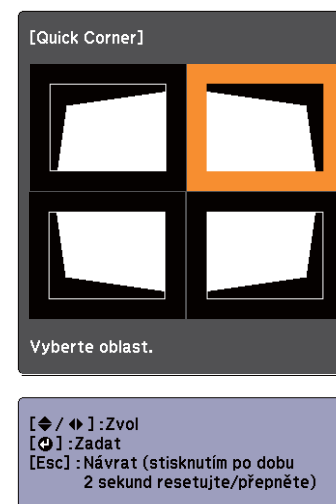 [Quick Corner]
Vyberte oblast.
[◆/◆]:Zvol
[↵]:Zadat
[Esc]:Návrat (stisknutím po dobu
2 sekund resetujte/přepněte)